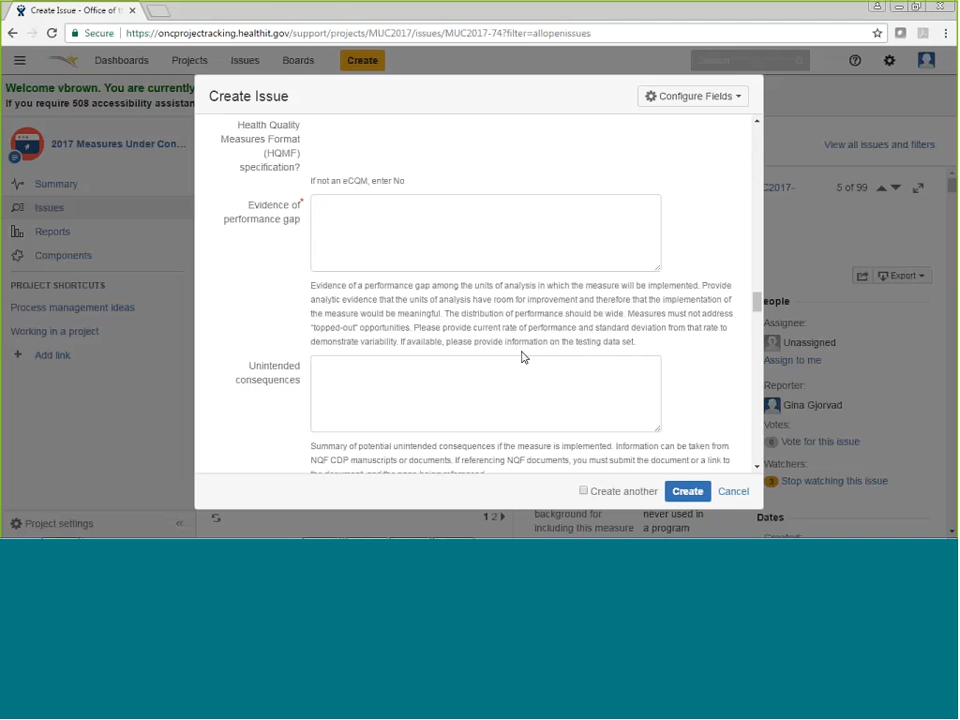 Create Issue - Office of t
Secure
https://oncprojectracking.healthit.gov/support/projects/MUC2017/issues/MUC2017-74?filter=allopenissues
Dashboards
Projects
Issues
Boards
Create
Search
Welcome vbrown. You are currently
If you require 508 accessibility assistan
2017 Measures Under Con...
Summary
Issues
Reports
Components
PROJECT SHORTCUTS
Process management ideas
Working in a project
+ Add link
Project settings
«
Create Issue
Configure Fields
Health Quality
Measures Format
(HQMF)
specification?
If not an eCQM, enter No
Evidence of*
performance gap
Evidence of a performance gap among the units of analysis in which the measure will be implemented. Provide
analytic evidence that the units of analysis have room for improvement and therefore that the implementation of
the measure would be meaningful. The distribution of performance should be wide. Measures must not address
"topped-out" opportunities. Please provide current rate of performance and standard deviation from that rate to
demonstrate variability. If available, please provide information on the testing data set.
Unintended
consequences
Summary of potential unintended consequences if the measure is implemented. Information can be taken from
NQF CDP manuscripts or documents. If referencing NQF documents, you must submit the document or a link to
Create another
Create
Cancel
View all issues and filters
C2017-
5 of 99
Export
eople
Assignee:
Unassigned
Assign to me
Reporter:
Gina Gjorvad
Votes:
0 Vote for this issue
Watchers:
3 Stop watching this issue
Dates
1 2
background for
including this measure
never used in
a program